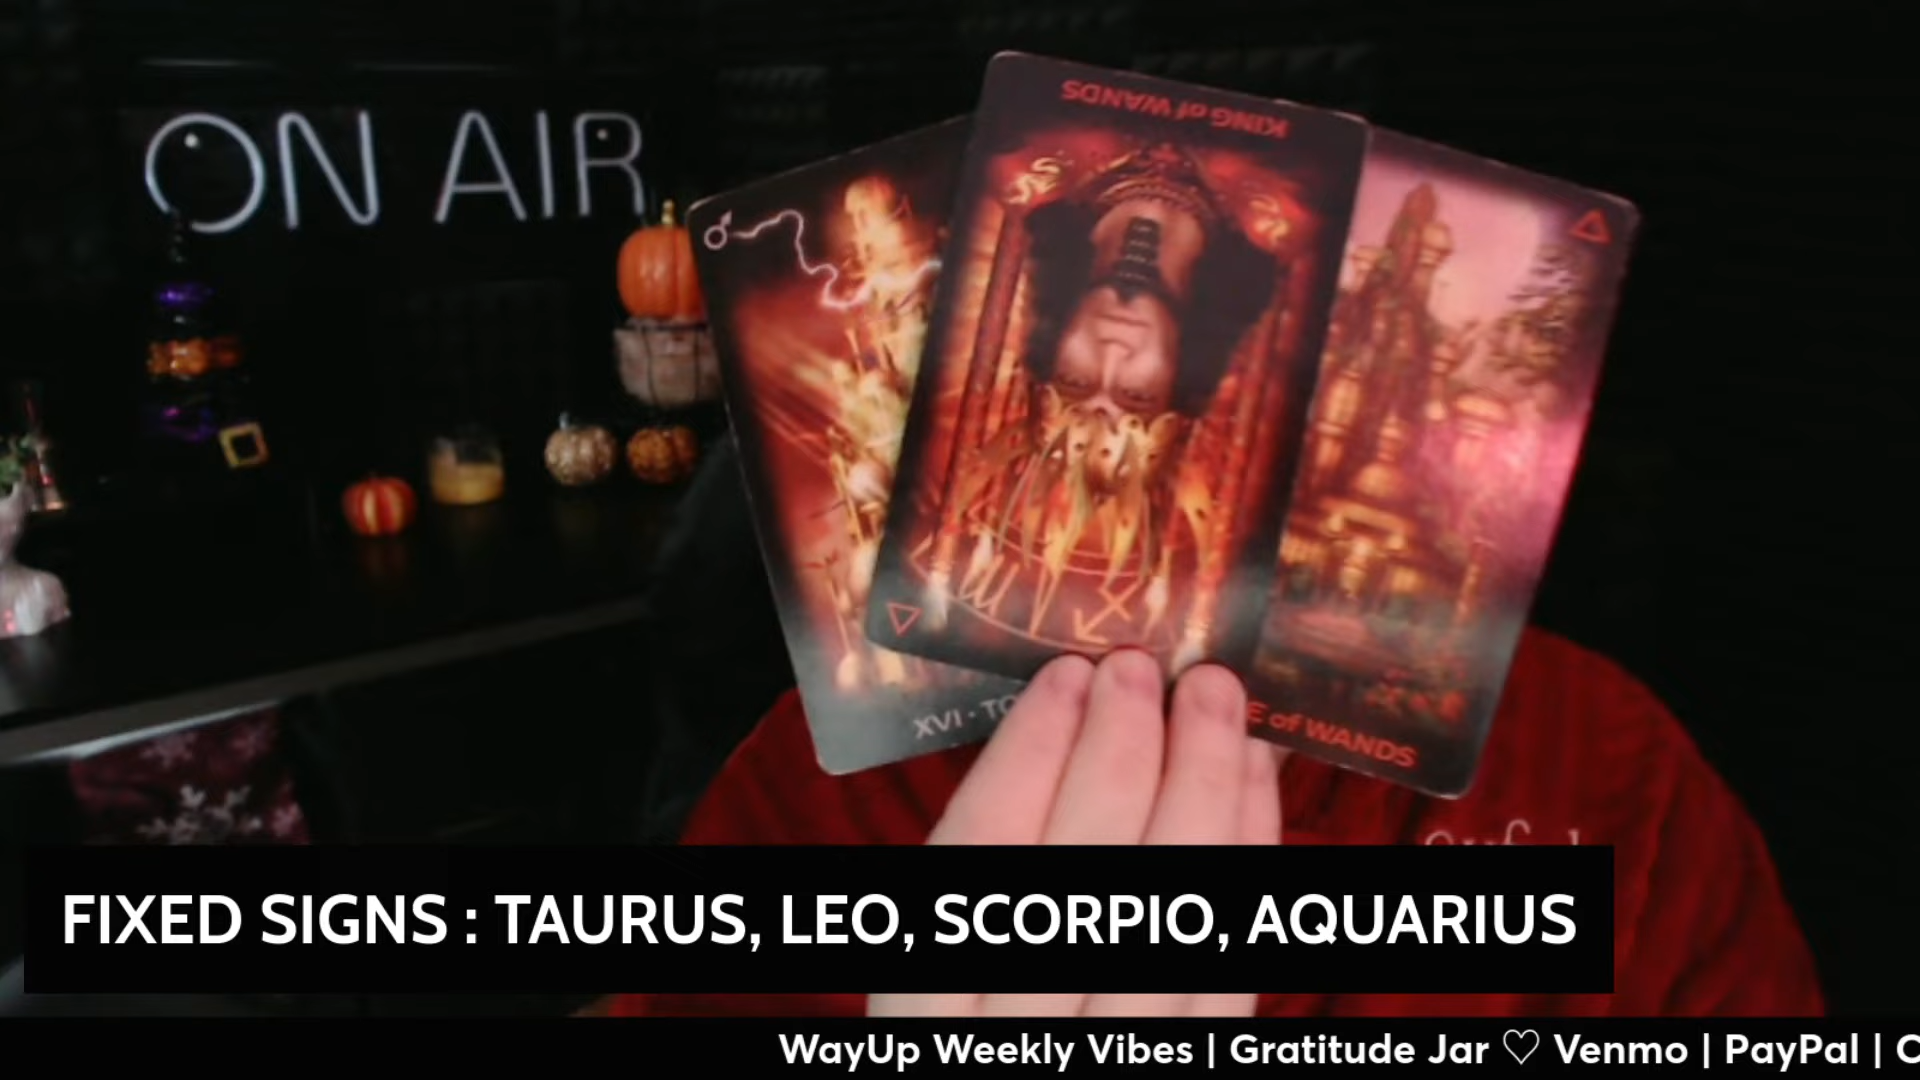 ON AIR
KING of WANDS
XVI · TO
E of WANDS
FIXED SIGNS : TAURUS, LEO, SCORPIO, AQUARIUS
WayUp Weekly Vibes | Gratitude Jar ♡ Venmo | PayPal | C